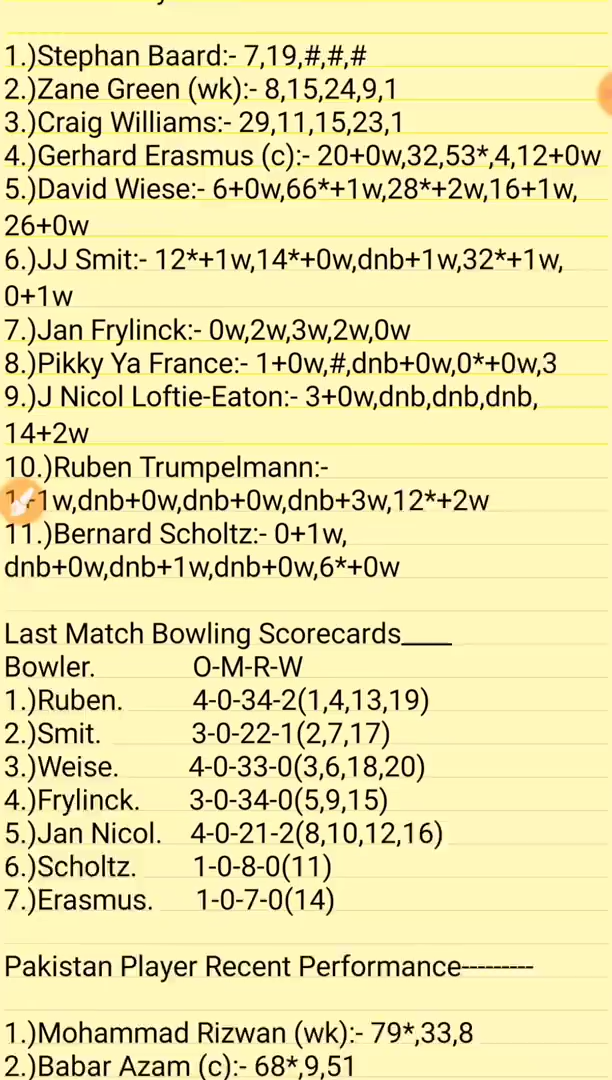 1.)Stephan Baard:- 7,19,#,#,#
2.)Zane Green (wk):- 8,15,24,9,1
3.)Craig Williams:- 29,11,15,23,1
4.)Gerhard Erasmus (c):- 20+0w,32,53*,4,12+0w
5.)David Wiese:- 6+0w,66*+1w,28*+2w,16+1w,
26+0w
6.)JJ Smit:- 12*+1w,14*+0w,dnb+1w,32*+1w,
0+1w
7.)Jan Frylinck:- 0w,2w,3w,2w,0w
8.)Pikky Ya France:- 1+0w,#,dnb+0w,0*+0w,3
9.)J Nicol Loftie-Eaton:- 3+0w,dnb,dnb,dnb,
14+2w
10.)Ruben Trumpelmann:-
1w,dnb+0w,dnb+0w,dnb+3w,12*+2w
11.)Bernard Scholtz:- 0+1w,
dnb+0w,dnb+1w,dnb+0w,6*+0w
Last Match Bowling Scorecards____
Bowler. O-M-R-W
1.)Ruben. 4-0-34-2(1,4,13,19)
2.)Smit. 3-0-22-1(2,7,17)
3.)Weise. 4-0-33-0(3,6,18,20)
4.)Frylinck. 3-0-34-0(5,9,15)
5.)Jan Nicol. 4-0-21-2(8,10,12,16)
6.)Scholtz. 1-0-8-0(11)
7.)Erasmus. 1-0-7-0(14)
Pakistan Player Recent Performance---------
1.)Mohammad Rizwan (wk):- 79*,33,8
2.)Babar Azam (c):- 68*,9,51